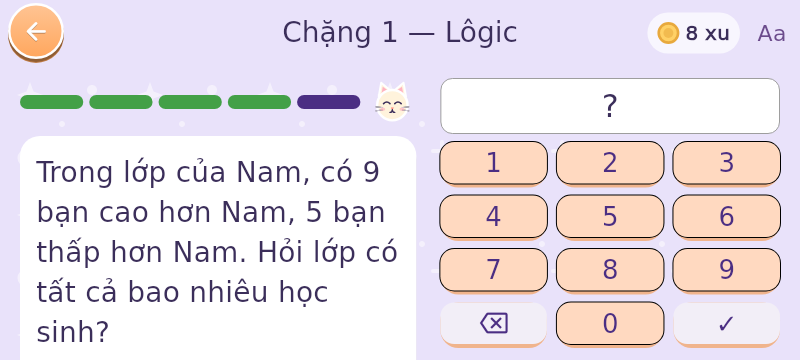 Chặng 1 — Lôgic
8 xu
Aa
Trong lớp của Nam, có 9
bạn cao hơn Nam, 5 bạn
thấp hơn Nam. Hỏi lớp có
tất cả bao nhiêu học
sinh?
?
1 2 3
4 5 6
7 8 9
0 ✓